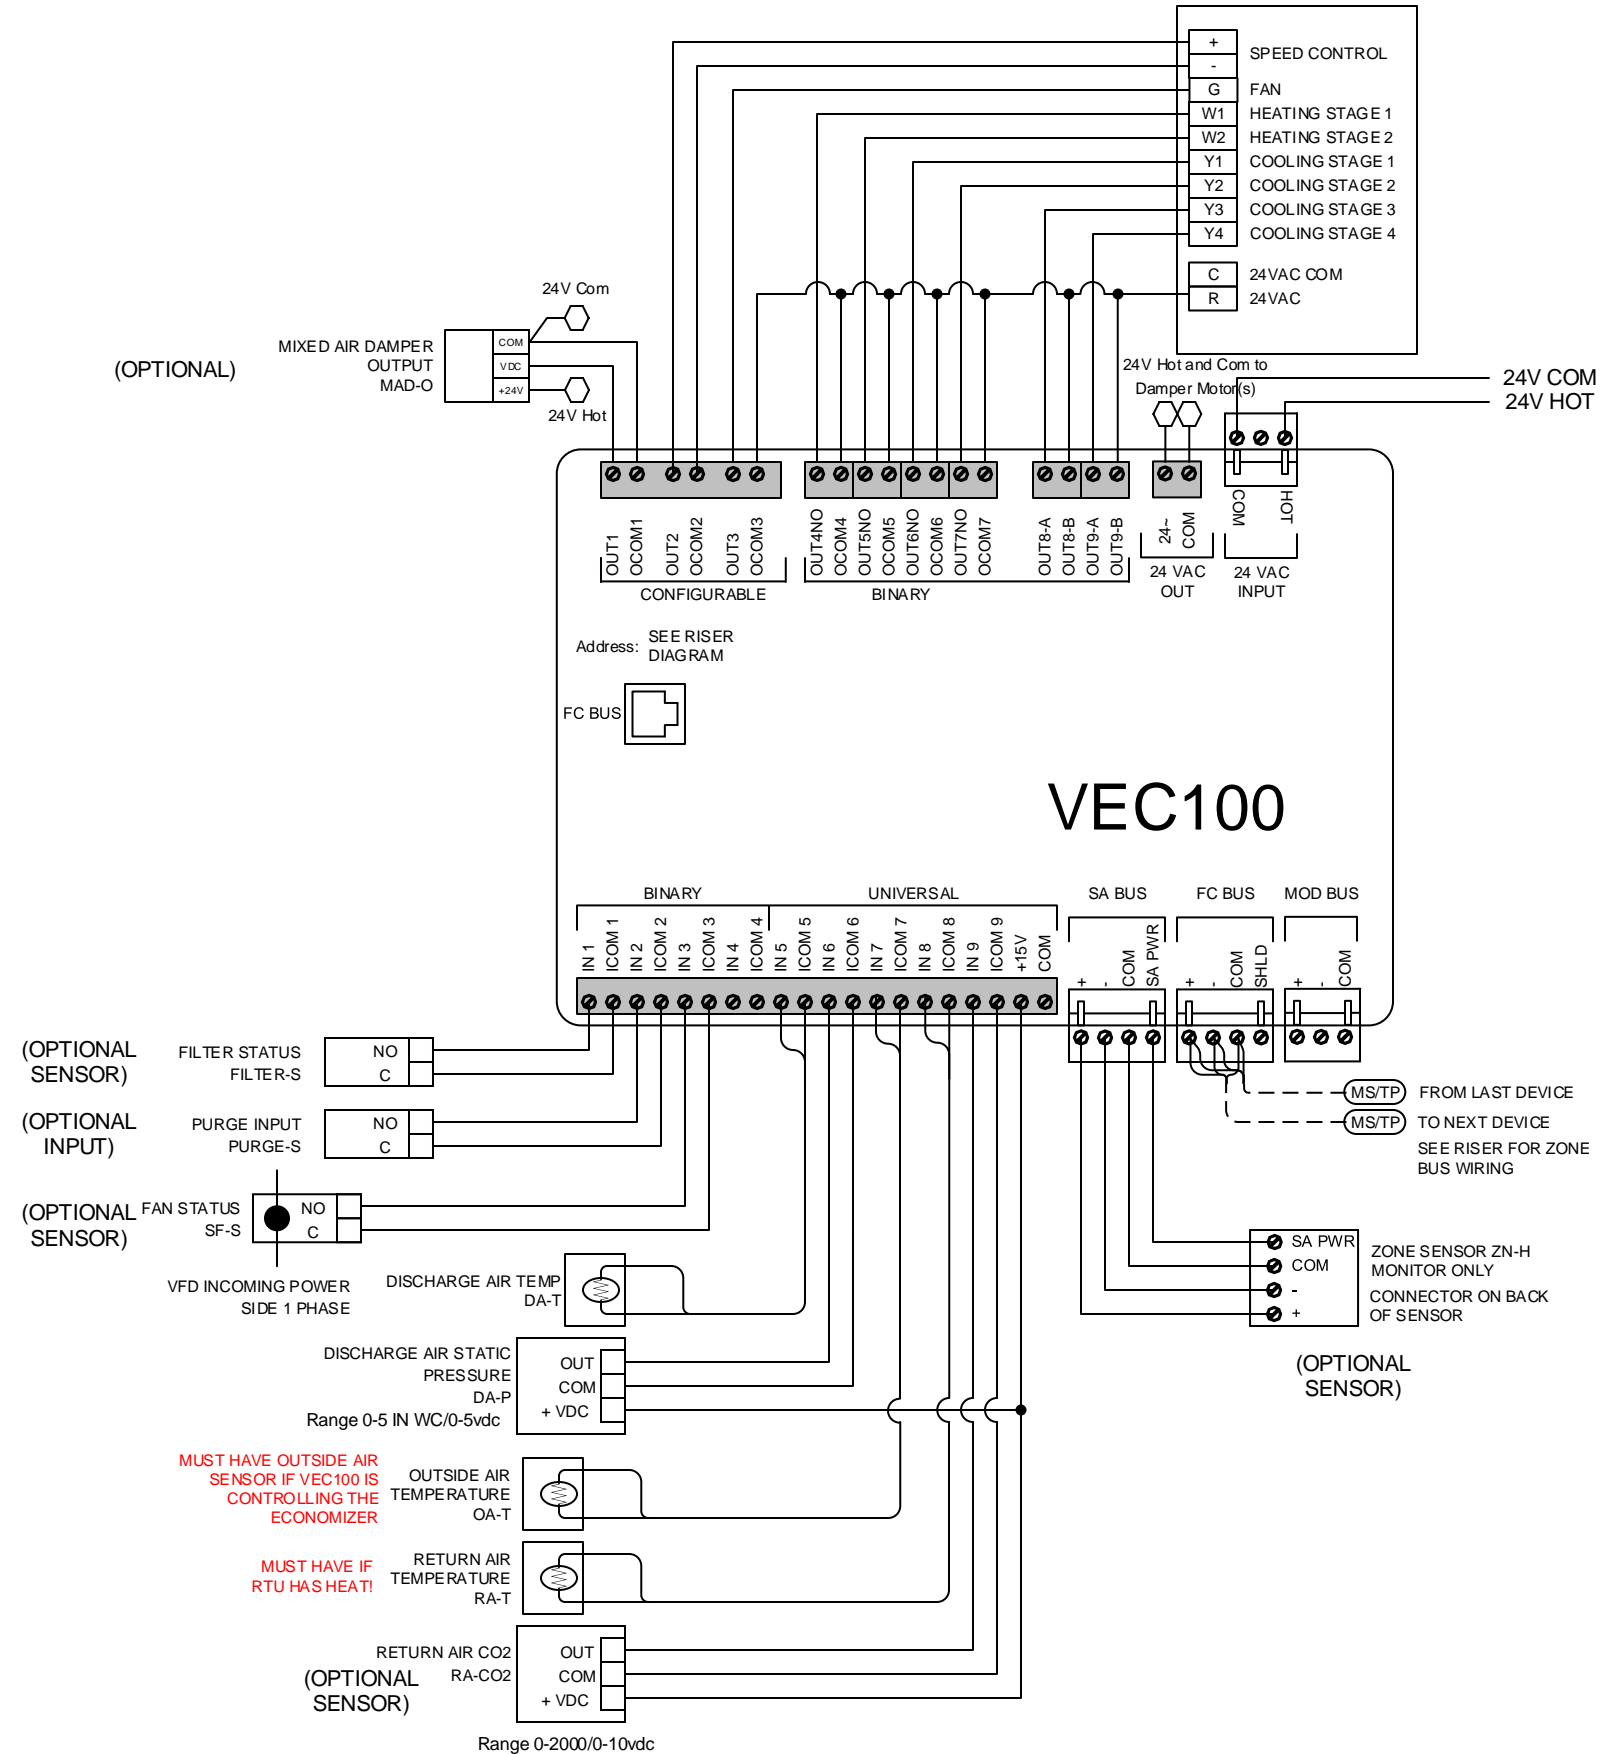 +
SPEED CONTROL
-
G FAN
W1 HEATING STAGE 1
W2 HEATING STAGE 2
Y1 COOLING STAGE 1
Y2 COOLING STAGE 2
Y3 COOLING STAGE 3
Y4 COOLING STAGE 4
C 24VAC COM
R 24VAC
24V Com
(OPTIONAL)
MIXED AIR DAMPER
OUTPUT
MAD-O
COM
VDC
+24V
24V Hot
24V Hot and Com to
Damper Motor(s)
24V COM
24V HOT
OUT1
OCOM1
OUT2
OCOM2
OUT3
OCOM3
CONFIGURABLE
OUT4NO
OCOM4
OUT5NO
OCOM5
OUT6NO
OCOM6
OUT7NO
OCOM7
OUT8-A
OUT8-B
OUT9-A
OUT9-B
BINARY
24~
COM
24 VAC
OUT
COM
HOT
24 VAC
INPUT
Address:
SEE RISER
DIAGRAM
FC BUS
VEC100
BINARY
UNIVERSAL
SA BUS
FC BUS
MOD BUS
IN 1
ICOM 1
IN 2
ICOM 2
IN 3
ICOM 3
IN 4
ICOM 4
IN 5
ICOM 5
IN 6
ICOM 6
IN 7
ICOM 7
IN 8
ICOM 8
IN 9
ICOM 9
+15V
COM
+
-
COM
SA PWR
+
-
COM
SHLD
+
-
COM
(OPTIONAL
SENSOR)
FILTER STATUS
FILTER-S
NO
C
(OPTIONAL
INPUT)
PURGE INPUT
PURGE-S
NO
C
(OPTIONAL
SENSOR)
FAN STATUS
SF-S
NO
C
VFD INCOMING POWER
SIDE 1 PHASE
MS/TP FROM LAST DEVICE
MS/TP TO NEXT DEVICE
SEE RISER FOR ZONE
BUS WIRING
SA PWR
COM
-
+
ZONE SENSOR ZN-H
MONITOR ONLY
CONNECTOR ON BACK
OF SENSOR
(OPTIONAL
SENSOR)
DISCHARGE AIR TEMP
DA-T
DISCHARGE AIR STATIC
PRESSURE
DA-P
Range 0-5 IN WC/0-5vdc
OUT
COM
+ VDC
MUST HAVE OUTSIDE AIR
SENSOR IF VEC100 IS
CONTROLLING THE
ECONOMIZER
OUTSIDE AIR
TEMPERATURE
OA-T
MUST HAVE IF
RTU HAS HEAT!
RETURN AIR
TEMPERATURE
RA-T
RETURN AIR CO2
RA-CO2
(OPTIONAL
SENSOR)
OUT
COM
+ VDC
Range 0-2000/0-10vdc